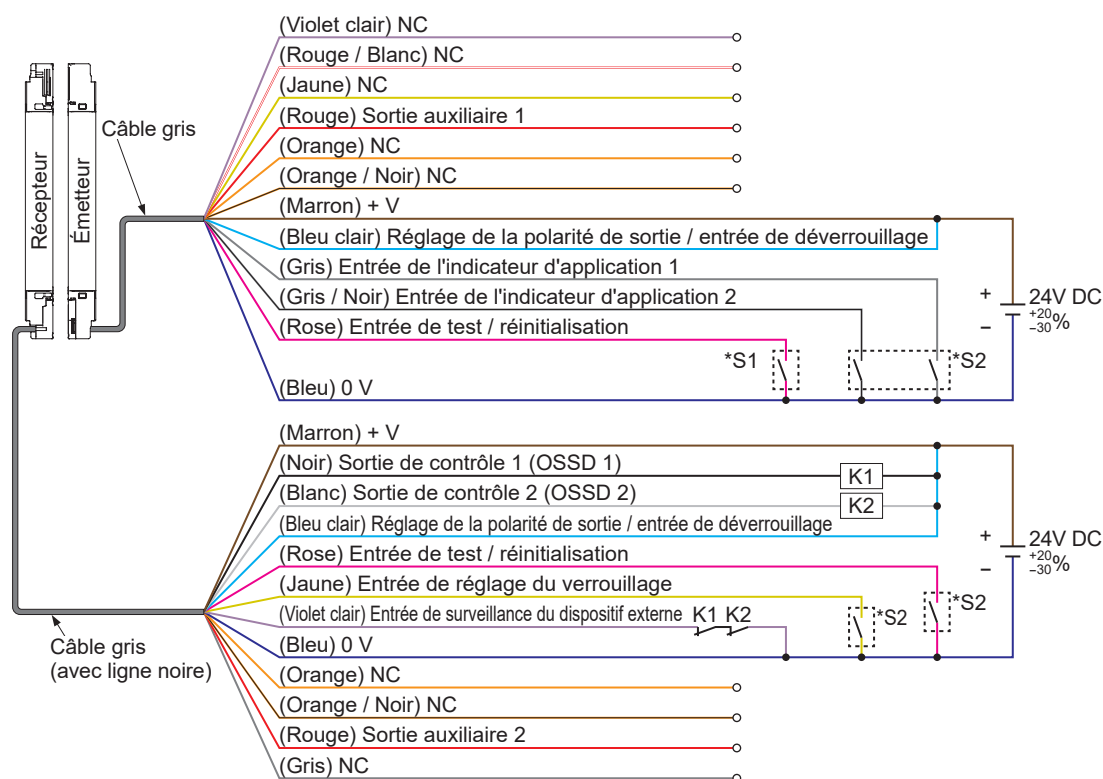 (Violet clair) NC
(Rouge / Blanc) NC
(Jaune) NC
(Rouge) Sortie auxiliaire 1
(Orange) NC
(Orange / Noir) NC
(Marron) + V
(Bleu clair) Réglage de la polarité de sortie / entrée de déverrouillage
(Gris) Entrée de l'indicateur d'application 1
(Gris / Noir) Entrée de l'indicateur d'application 2
(Rose) Entrée de test / réinitialisation
(Bleu) 0 V
Câble gris
Récepteur
Émetteur
*S1
*S2
+
−
24V DC
+20
−30%
(Marron) + V
(Noir) Sortie de contrôle 1 (OSSD 1)
K1
(Blanc) Sortie de contrôle 2 (OSSD 2)
K2
(Bleu clair) Réglage de la polarité de sortie / entrée de déverrouillage
(Rose) Entrée de test / réinitialisation
(Jaune) Entrée de réglage du verrouillage
(Violet clair) Entrée de surveillance du dispositif externe K1 K2
(Bleu) 0 V
*S2
*S2
+
−
24V DC
+20
−30%
(Orange) NC
(Orange / Noir) NC
(Rouge) Sortie auxiliaire 2
(Gris) NC
Câble gris
(avec ligne noire)